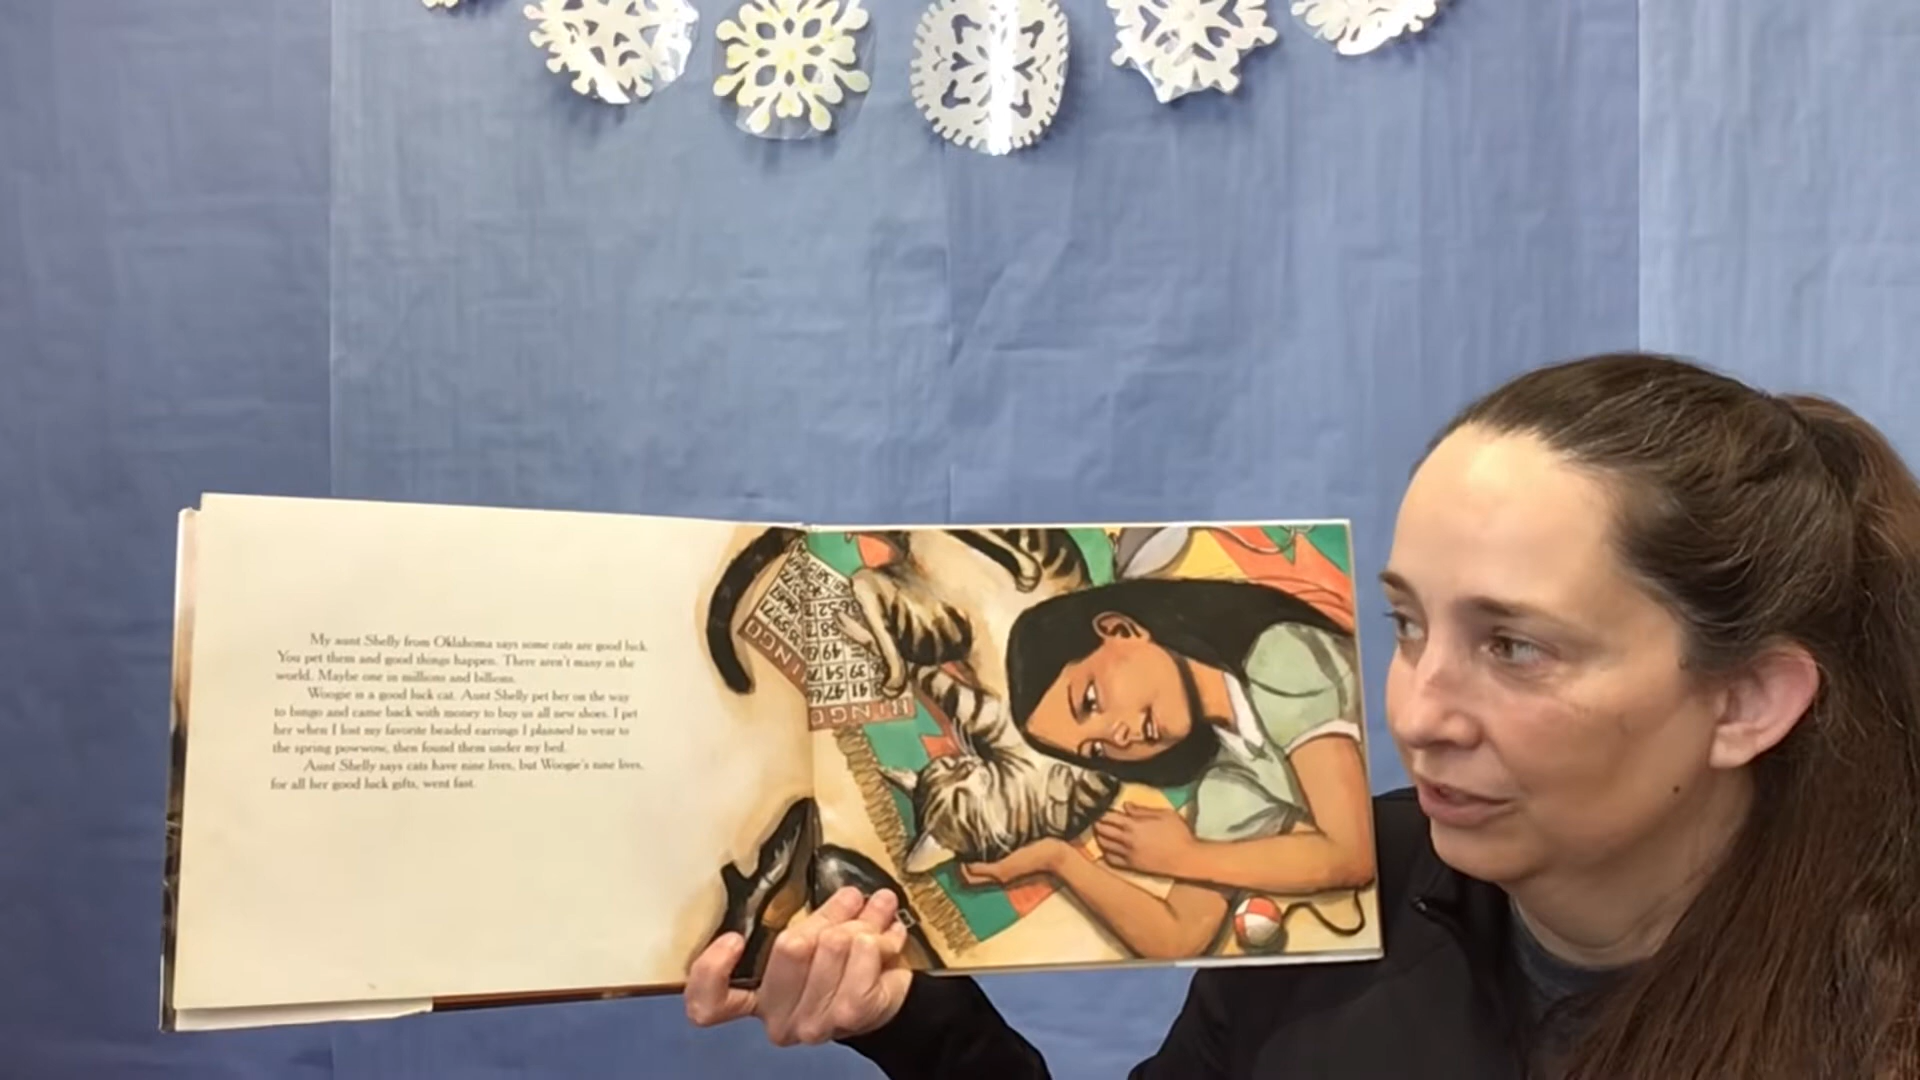 My aunt Shelly from Oklahoma says some cats are good luck.
You pet them and good things happen. There aren't many in the
world. Maybe one in millions and billions.
Woogie is a good luck cat. Aunt Shelly pet her on the way
to bingo and came back with money to buy us all new shoes. I pet
her when I lost my favorite beaded earrings I planned to wear to
the spring powwow, then found them under my bed.
Aunt Shelly says cats have nine lives, but Woogie's nine lives,
for all her good luck gifts, went fast.